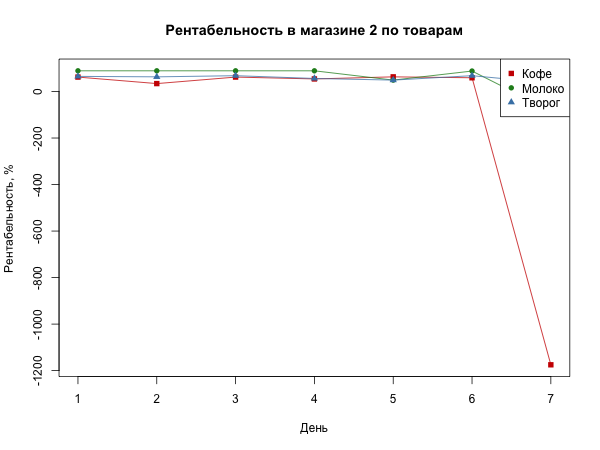 Рентабельность в магазине 2 по товарам
Рентабельность, %
0
-200
-400
-600
-800
-1000
-1200
Кофе
Молоко
Творог
1 2 3 4 5 6 7
День